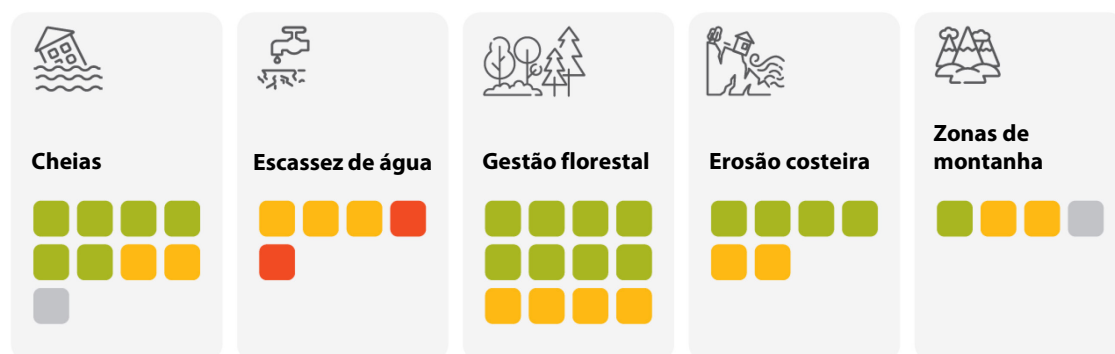 Cheias
Escassez de água
Gestão florestal
Erosão costeira
Zonas de
montanha